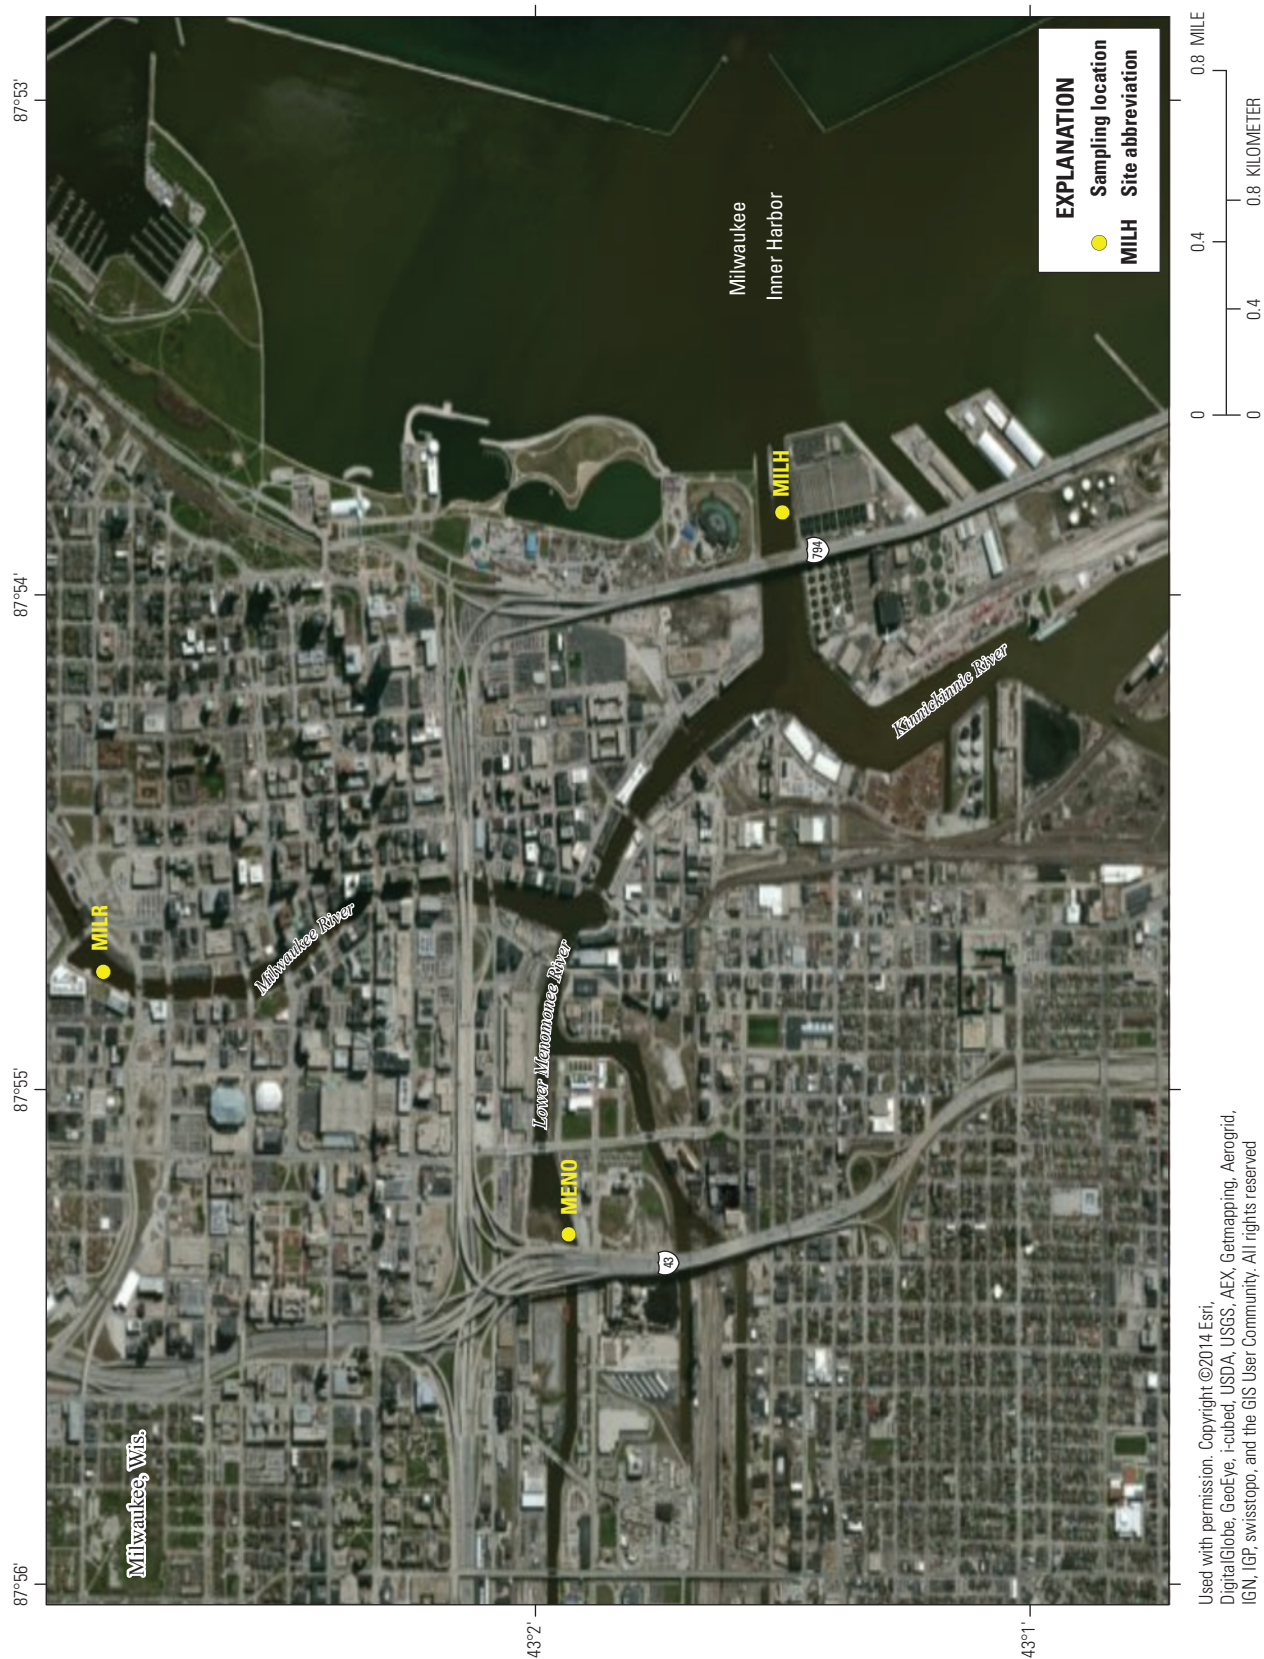 87°56'
87°55'
87°54'
87°53'
43°2'
43°1'
Milwaukee, Wis.
MILR
Milwaukee River
MENO
Lower Menomonee River
43
Kinnickinnic River
794
MILH
Milwaukee
Inner Harbor
EXPLANATION
Sampling location
MILH Site abbreviation
0 0.4 0.8 MILE
0 0.4 0.8 KILOMETER
Used with permission. Copyright ©2014 Esri,
DigitalGlobe, GeoEye, i-cubed, USDA, USGS, AEX, Getmapping, Aerogrid,
IGN, IGP, swisstopo, and the GIS User Community. All rights reserved